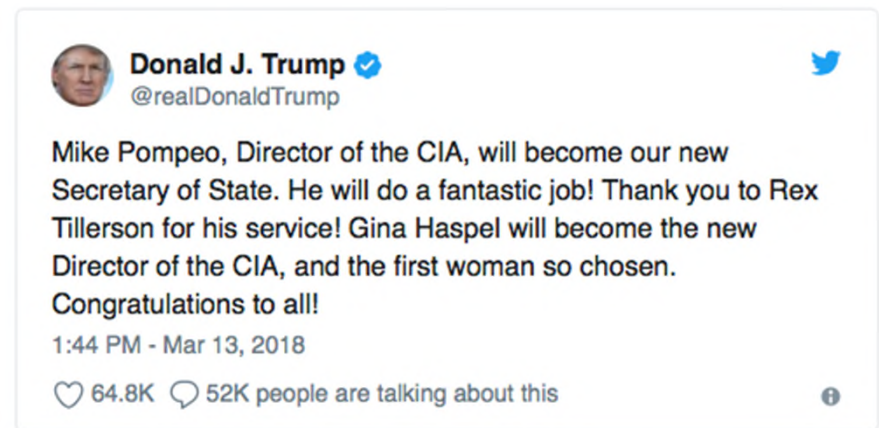 Donald J. Trump
@realDonaldTrump
Mike Pompeo, Director of the CIA, will become our new
Secretary of State. He will do a fantastic job! Thank you to Rex
Tillerson for his service! Gina Haspel will become the new
Director of the CIA, and the first woman so chosen.
Congratulations to all!
1:44 PM - Mar 13, 2018
64.8K 52K people are talking about this